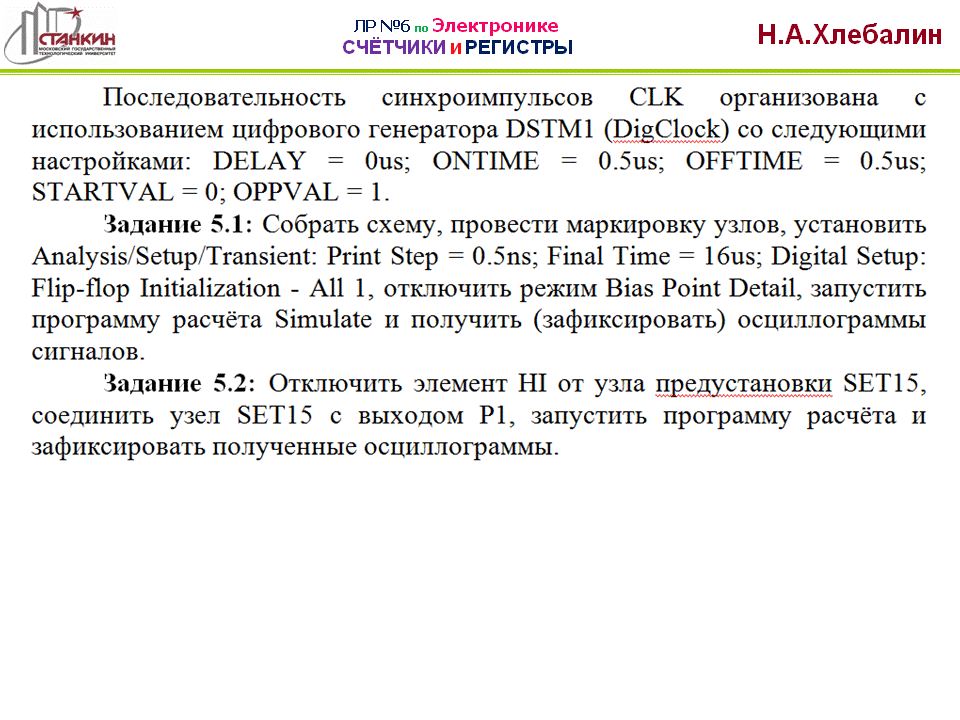 СТАНКИН
МОСКОВСКИЙ ГОСУДАРСТВЕННЫЙ
ТЕХНОЛОГИЧЕСКИЙ УНИВЕРСИТЕТ
ЛР №6 по Электронике
СЧЁТЧИКИ и РЕГИСТРЫ
Н.А.Хлебалин
Последовательность синхроимпульсов CLK организована с
использованием цифрового генератора DSTM1 (DigClock) со следующими
настройками: DELAY = 0us; ONTIME = 0.5us; OFFTIME = 0.5us;
STARTVAL = 0; OPPVAL = 1.
Задание 5.1: Собрать схему, провести маркировку узлов, установить
Analysis/Setup/Transient: Print Step = 0.5ns; Final Time = 16us; Digital Setup:
Flip-flop Initialization - All 1, отключить режим Bias Point Detail, запустить
программу расчёта Simulate и получить (зафиксировать) осциллограммы
сигналов.
Задание 5.2: Отключить элемент HI от узла предустановки SET15,
соединить узел SET15 с выходом P1, запустить программу расчёта и
зафиксировать полученные осциллограммы.